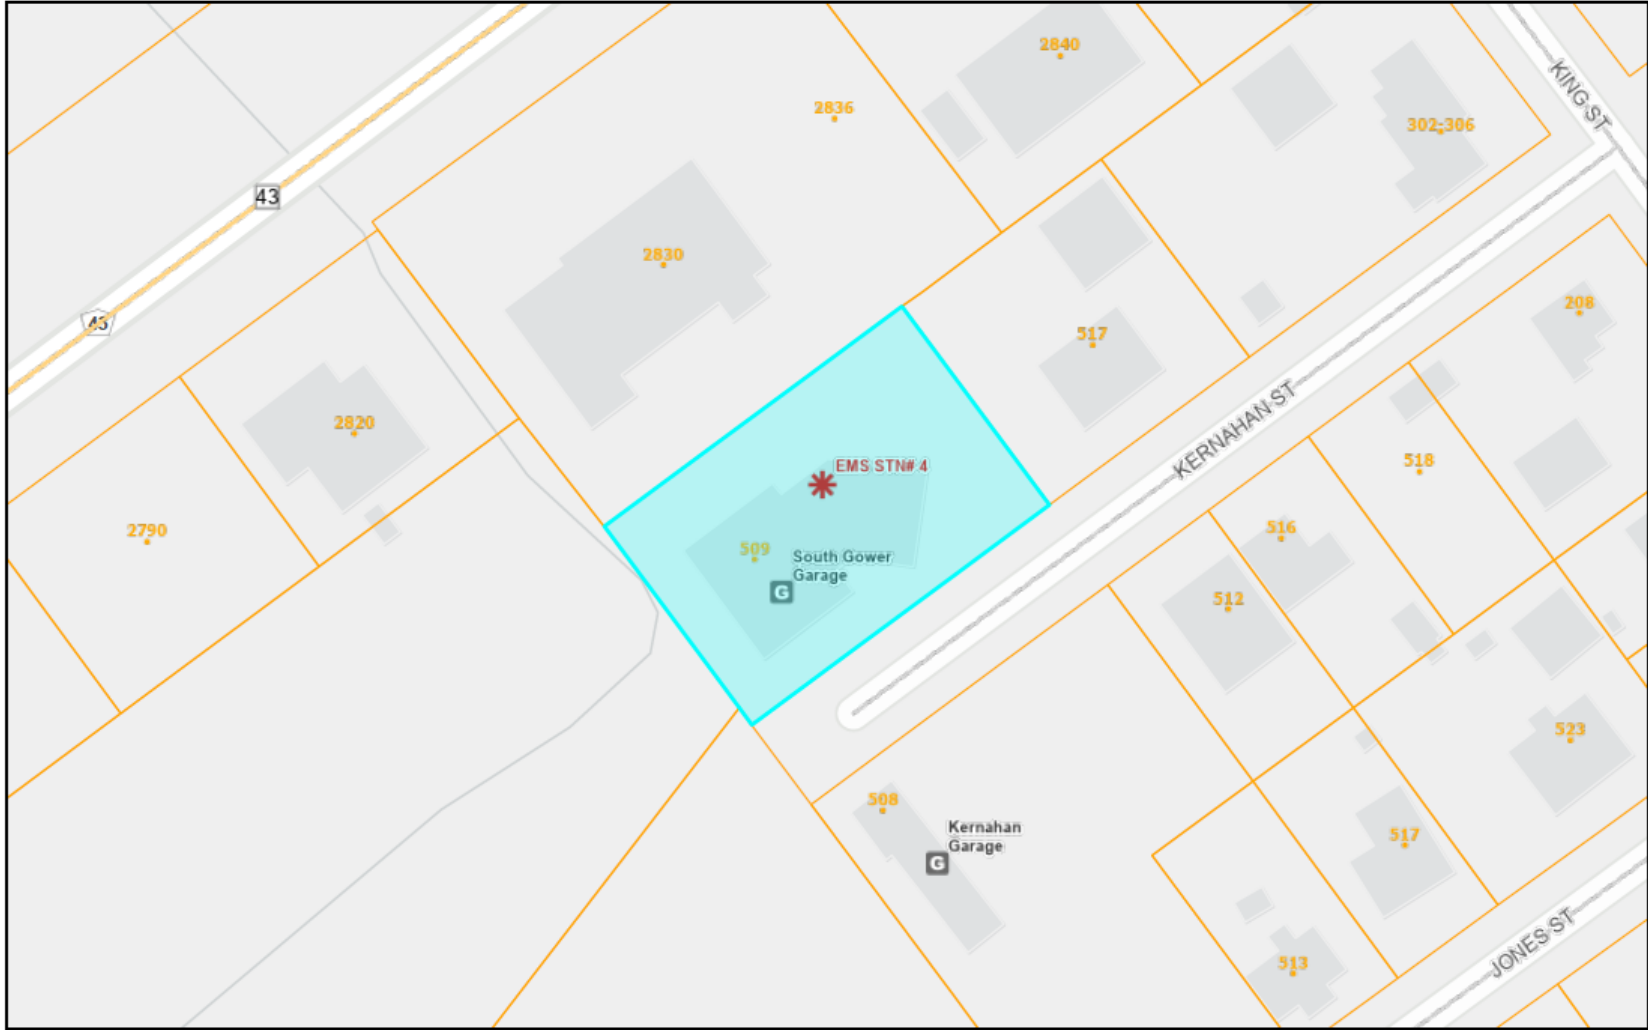 2840
2836
302-306
KING ST
43
2830
208
43
517
KERNAHAN ST
2820
EMS STN# 4
518
2790
516
509
South Gower
Garage
512
523
508
Kernahan
Garage
517
JONES ST
513